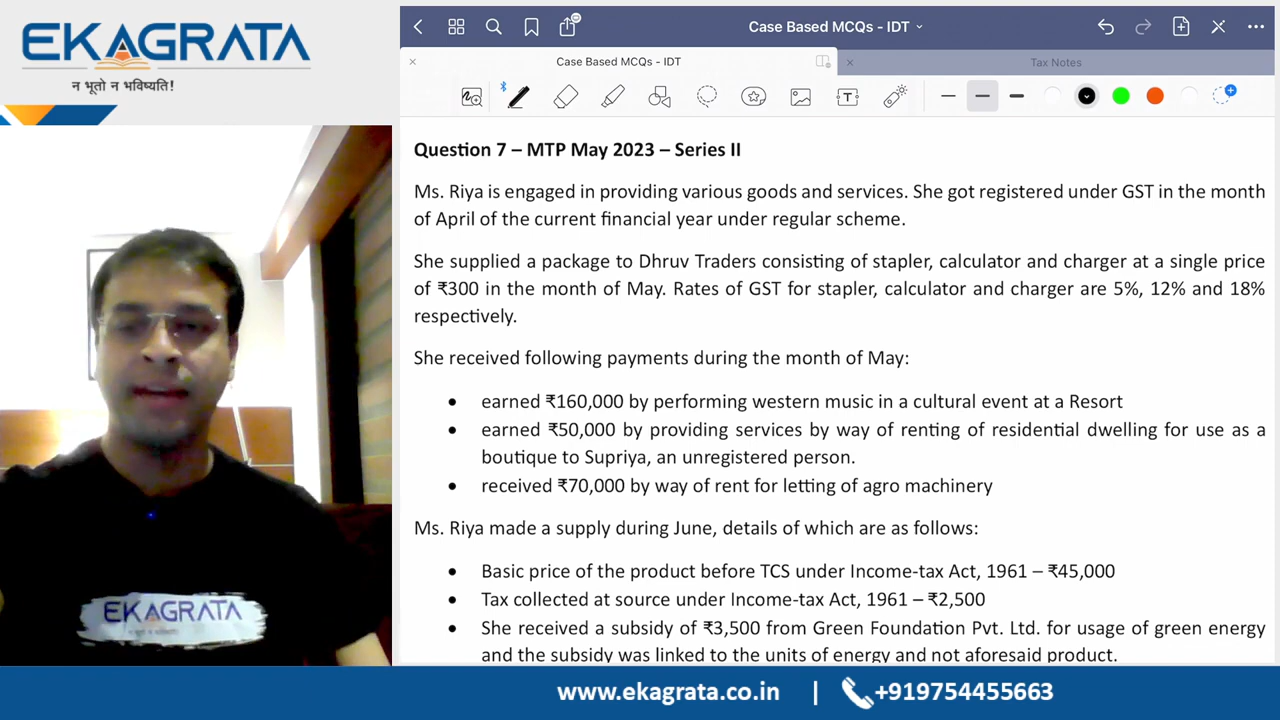 EKAGRATA
न भूतो न भविष्यति!
Case Based MCQs - IDT
Case Based MCQs - IDT
Tax Notes
T
Question 7 – MTP May 2023 – Series II
Ms. Riya is engaged in providing various goods and services. She got registered under GST in the month
of April of the current financial year under regular scheme.
She supplied a package to Dhruv Traders consisting of stapler, calculator and charger at a single price
of ₹300 in the month of May. Rates of GST for stapler, calculator and charger are 5%, 12% and 18%
respectively.
She received following payments during the month of May:
• earned ₹160,000 by performing western music in a cultural event at a Resort
• earned ₹50,000 by providing services by way of renting of residential dwelling for use as a
boutique to Supriya, an unregistered person.
• received ₹70,000 by way of rent for letting of agro machinery
Ms. Riya made a supply during June, details of which are as follows:
• Basic price of the product before TCS under Income-tax Act, 1961 – ₹45,000
• Tax collected at source under Income-tax Act, 1961 – ₹2,500
• She received a subsidy of ₹3,500 from Green Foundation Pvt. Ltd. for usage of green energy
and the subsidy was linked to the units of energy and not aforesaid product.
EKAGRATA
www.ekagrata.co.in | +919754455663